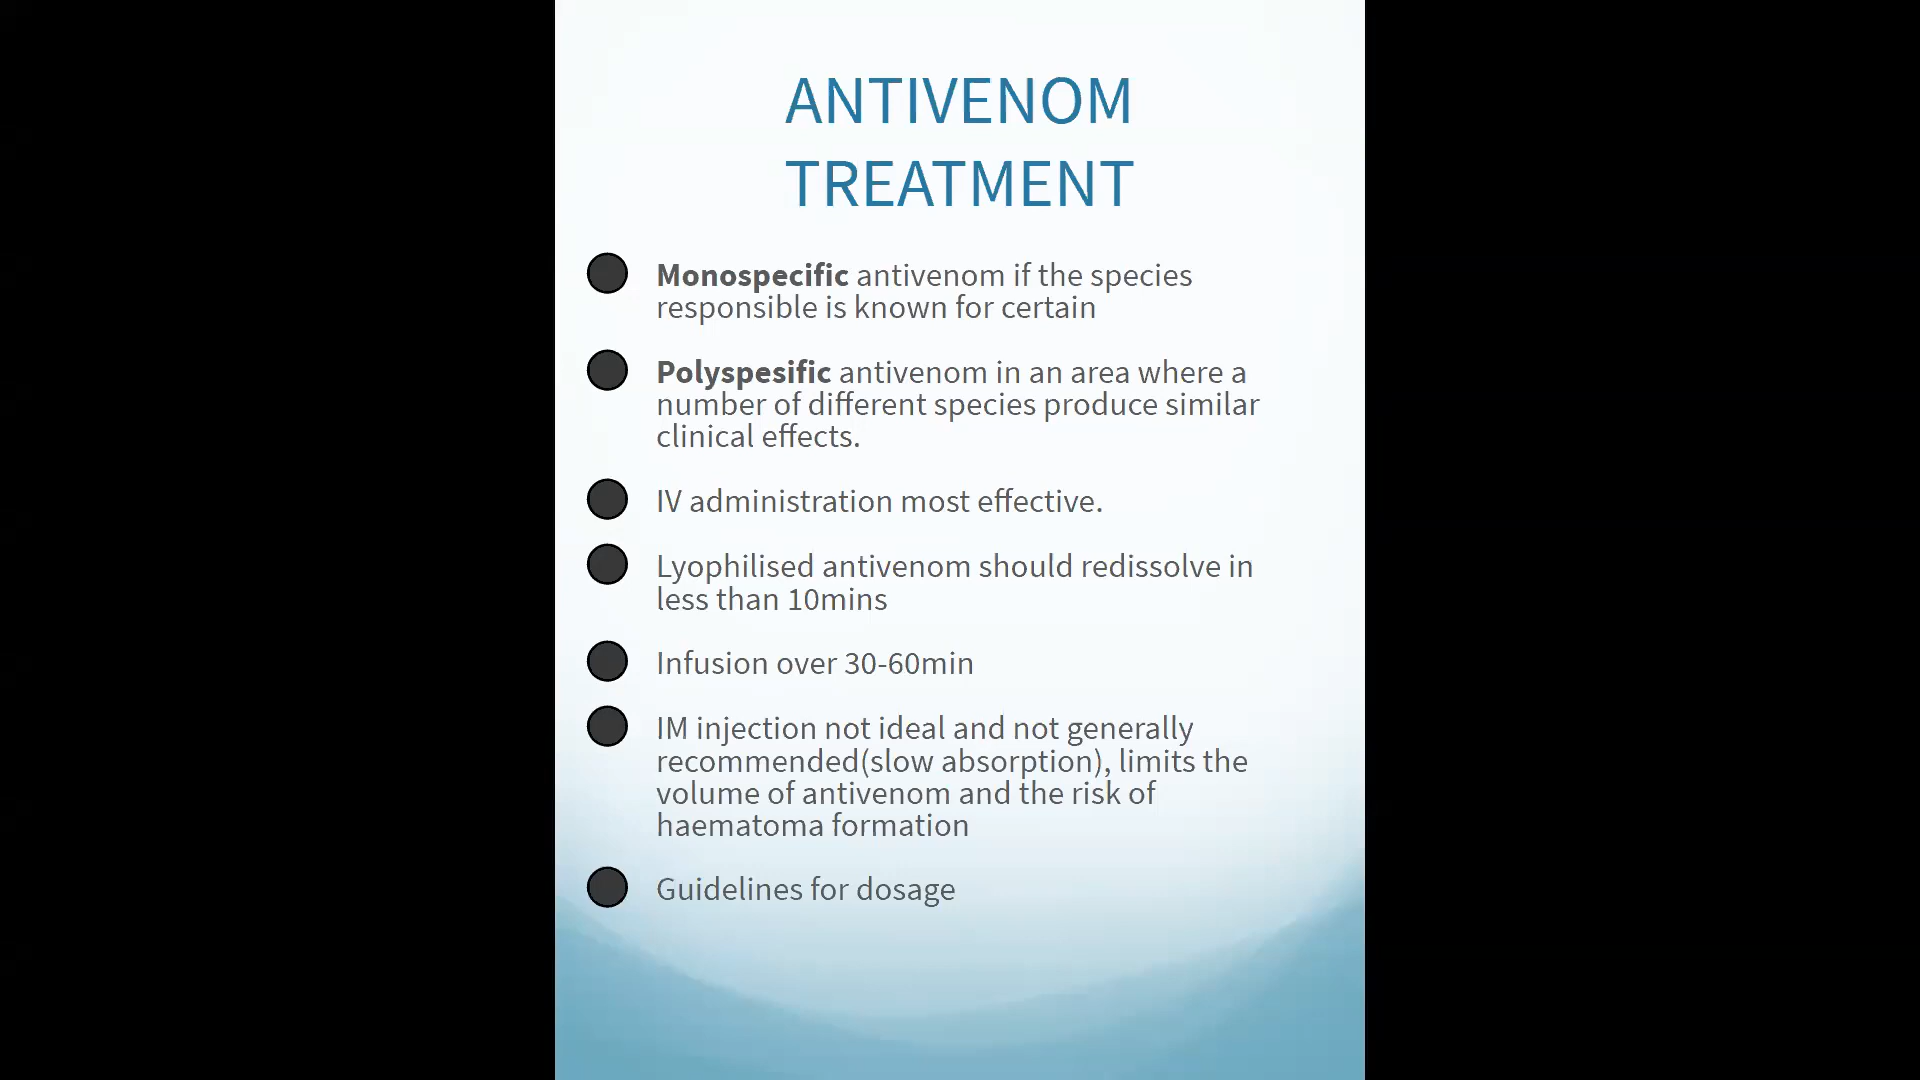 ANTIVENOM
TREATMENT
Monospecific antivenom if the species
responsible is known for certain
Polyspesific antivenom in an area where a
number of different species produce similar
clinical effects.
IV administration most effective.
Lyophilised antivenom should redissolve in
less than 10mins
Infusion over 30-60min
IM injection not ideal and not generally
recommended(slow absorption), limits the
volume of antivenom and the risk of
haematoma formation
Guidelines for dosage